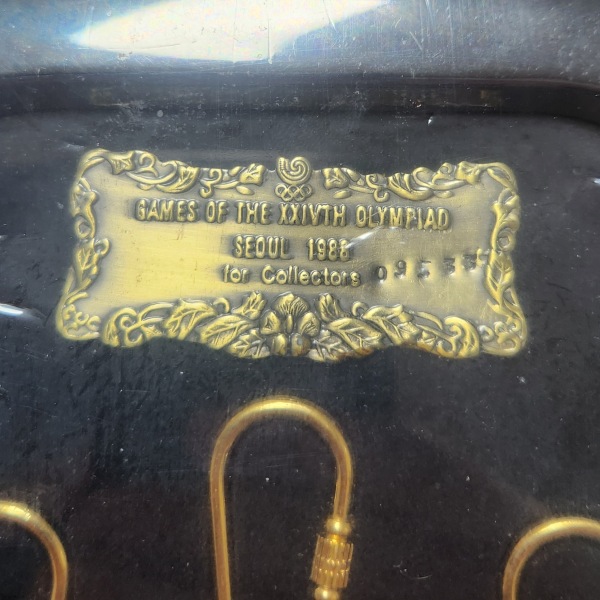 GAMES OF THE XXIVTH OLYMPIAD
SEOUL 1988
for Collectors